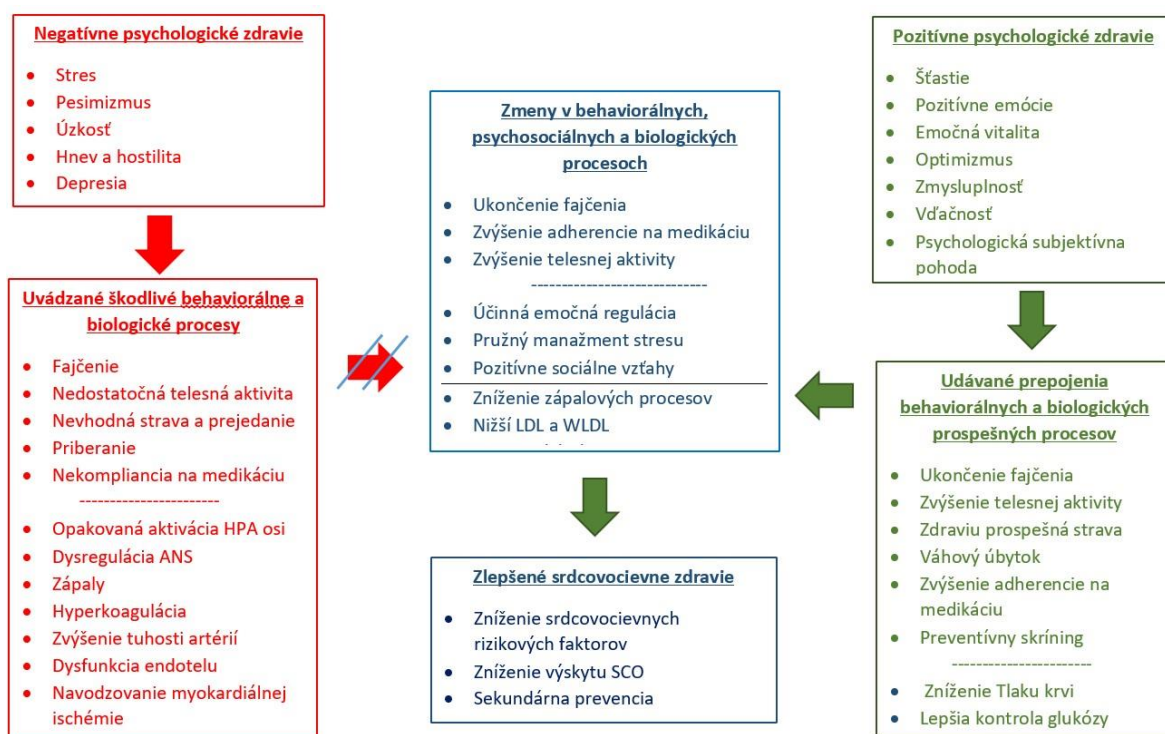 Negatívne psychologické zdravie
• Stres
• Pesimizmus
• Úzkosť
• Hnev a hostilita
• Depresia
Uvádzané škodlivé behaviorálne a
biologické procesy
• Fajčenie
• Nedostatočná telesná aktivita
• Nevhodná strava a prejedanie
• Priberanie
• Nekompliancia na medikáciu
-----------------------
• Opakovaná aktivácia HPA osi
• Dysregulácia ANS
• Zápaly
• Hyperkoagulácia
• Zvýšenie tuhosti artérií
• Dysfunkcia endotelu
• Navodzovanie myokardiálnej
ischémie
Zmeny v behaviorálnych,
psychosociálnych a biologických
procesoch
• Ukončenie fajčenia
• Zvýšenie adherencie na medikáciu
• Zvýšenie telesnej aktivity
-----------------------------
• Účinná emočná regulácia
• Pružný manažment stresu
• Pozitívne sociálne vzťahy
• Zníženie zápalových procesov
• Nižší LDL a WLDL
Zlepšené srdcovocievne zdravie
• Zníženie srdcovocievnych
rizikových faktorov
• Zníženie výskytu SCO
• Sekundárna prevencia
Pozitívne psychologické zdravie
• Šťastie
• Pozitívne emócie
• Emočná vitalita
• Optimizmus
• Zmysluplnosť
• Vďačnosť
• Psychologická subjektívna
pohoda
Udávané prepojenia
behaviorálnych a biologických
prospešných procesov
• Ukončenie fajčenia
• Zvýšenie telesnej aktivity
• Zdraviu prospešná strava
• Váhový úbytok
• Zvýšenie adherencie na
medikáciu
• Preventívny skríning
-----------------------
• Zníženie Tlaku krvi
• Lepšia kontrola glukózy